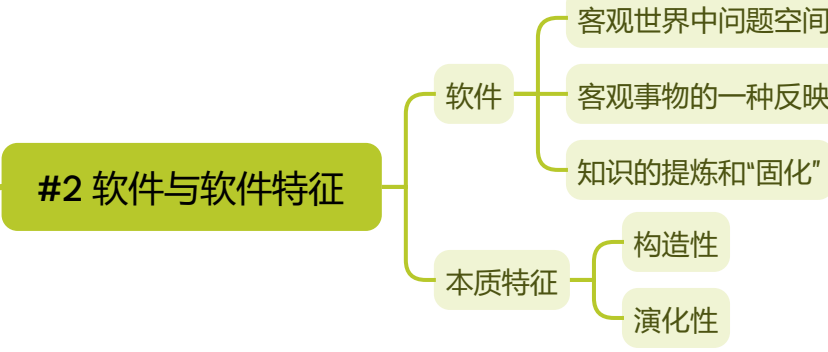 客观世界中问题空间
软件
客观事物的一种反映
#2 软件与软件特征
知识的提炼和“固化”
构造性
本质特征
演化性